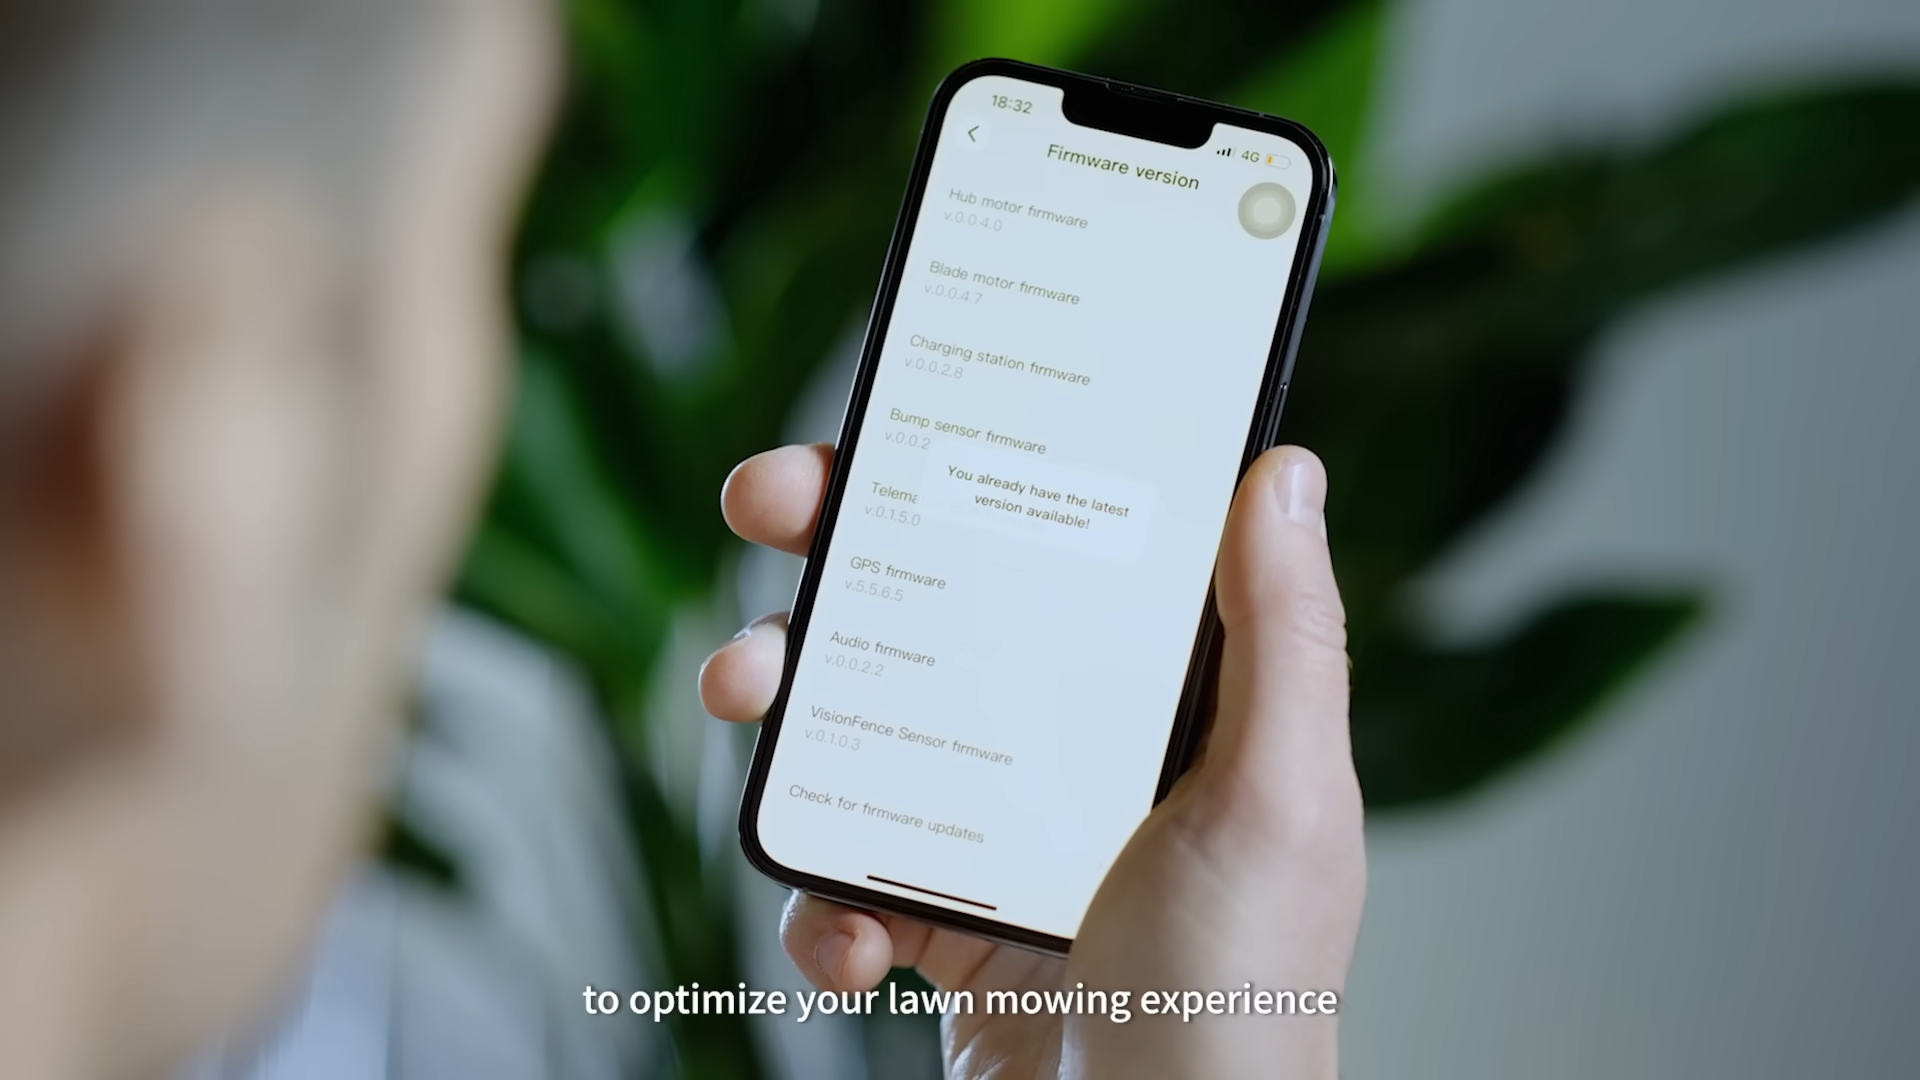 18:32
4G
Firmware version
Hub motor firmware
v.0.0.4.0
Blade motor firmware
v.0.0.4.7
Charging station firmware
v.0.0.2.8
Bump sensor firmware
v.0.0.2
You already have the latest
version available!
v.0.1.5.0
GPS firmware
v.5.5.6.5
Audio firmware
v.0.0.2.2
VisionFence Sensor firmware
v.0.1.0.3
Check for firmware updates
to optimize your lawn mowing experience